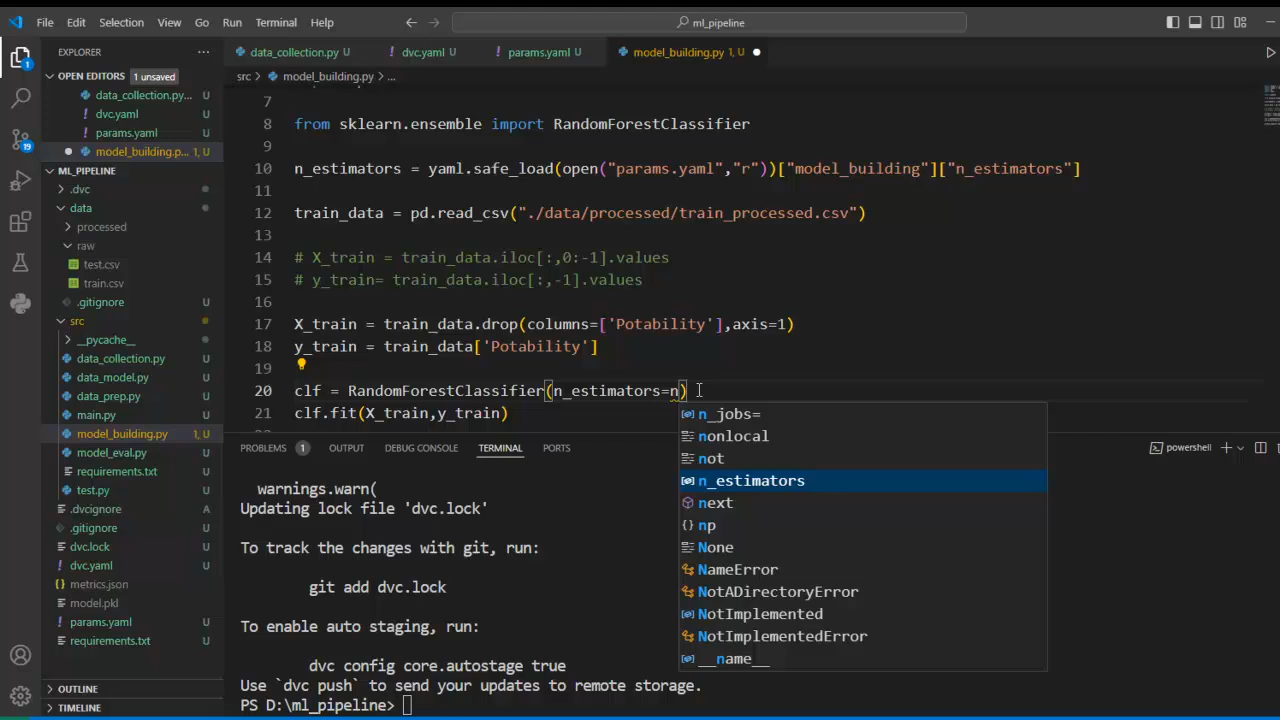 File Edit Selection View Go Run Terminal Help ml_pipeline
EXPLORER
OPEN EDITORS 1 unsaved
data_collection.py... U
dvc.yaml U
params.yaml U
model_building.p... 1, U
ML_PIPELINE
.dvc
data
processed
raw
test.csv
train.csv
.gitignore U
src
__pycache__
data_collection.py U
data_model.py U
data_prep.py U
main.py U
model_building.py 1, U
model_eval.py U
requirements.txt U
test.py U
.dvcignore A
.gitignore U
dvc.lock U
dvc.yaml U
metrics.json
model.pkl
params.yaml U
requirements.txt U
OUTLINE
TIMELINE
1
19
data_collection.py U dvc.yaml U params.yaml U model_building.py 1, U
src > model_building.py > ...
7
8 from sklearn.ensemble import RandomForestClassifier
9
10 n_estimators = yaml.safe_load(open("params.yaml","r"))["model_building"]["n_estimators"]
11
12 train_data = pd.read_csv("./data/processed/train_processed.csv")
13
14 # X_train = train_data.iloc[:,0:-1].values
15 # y_train= train_data.iloc[:,-1].values
16
17 X_train = train_data.drop(columns=['Potability'],axis=1)
18 y_train = train_data['Potability']
19
20 clf = RandomForestClassifier(n_estimators=n)
21 clf.fit(X_train,y_train)
n_jobs=
nonlocal
not
n_estimators
next
np
None
NameError
NotADirectoryError
NotImplemented
NotImplementedError
__name__
PROBLEMS 1 OUTPUT DEBUG CONSOLE TERMINAL PORTS powershell
warnings.warn(
Updating lock file 'dvc.lock'
To track the changes with git, run:
git add dvc.lock
To enable auto staging, run:
dvc config core.autostage true
Use `dvc push` to send your updates to remote storage.
PS D:\ml_pipeline>